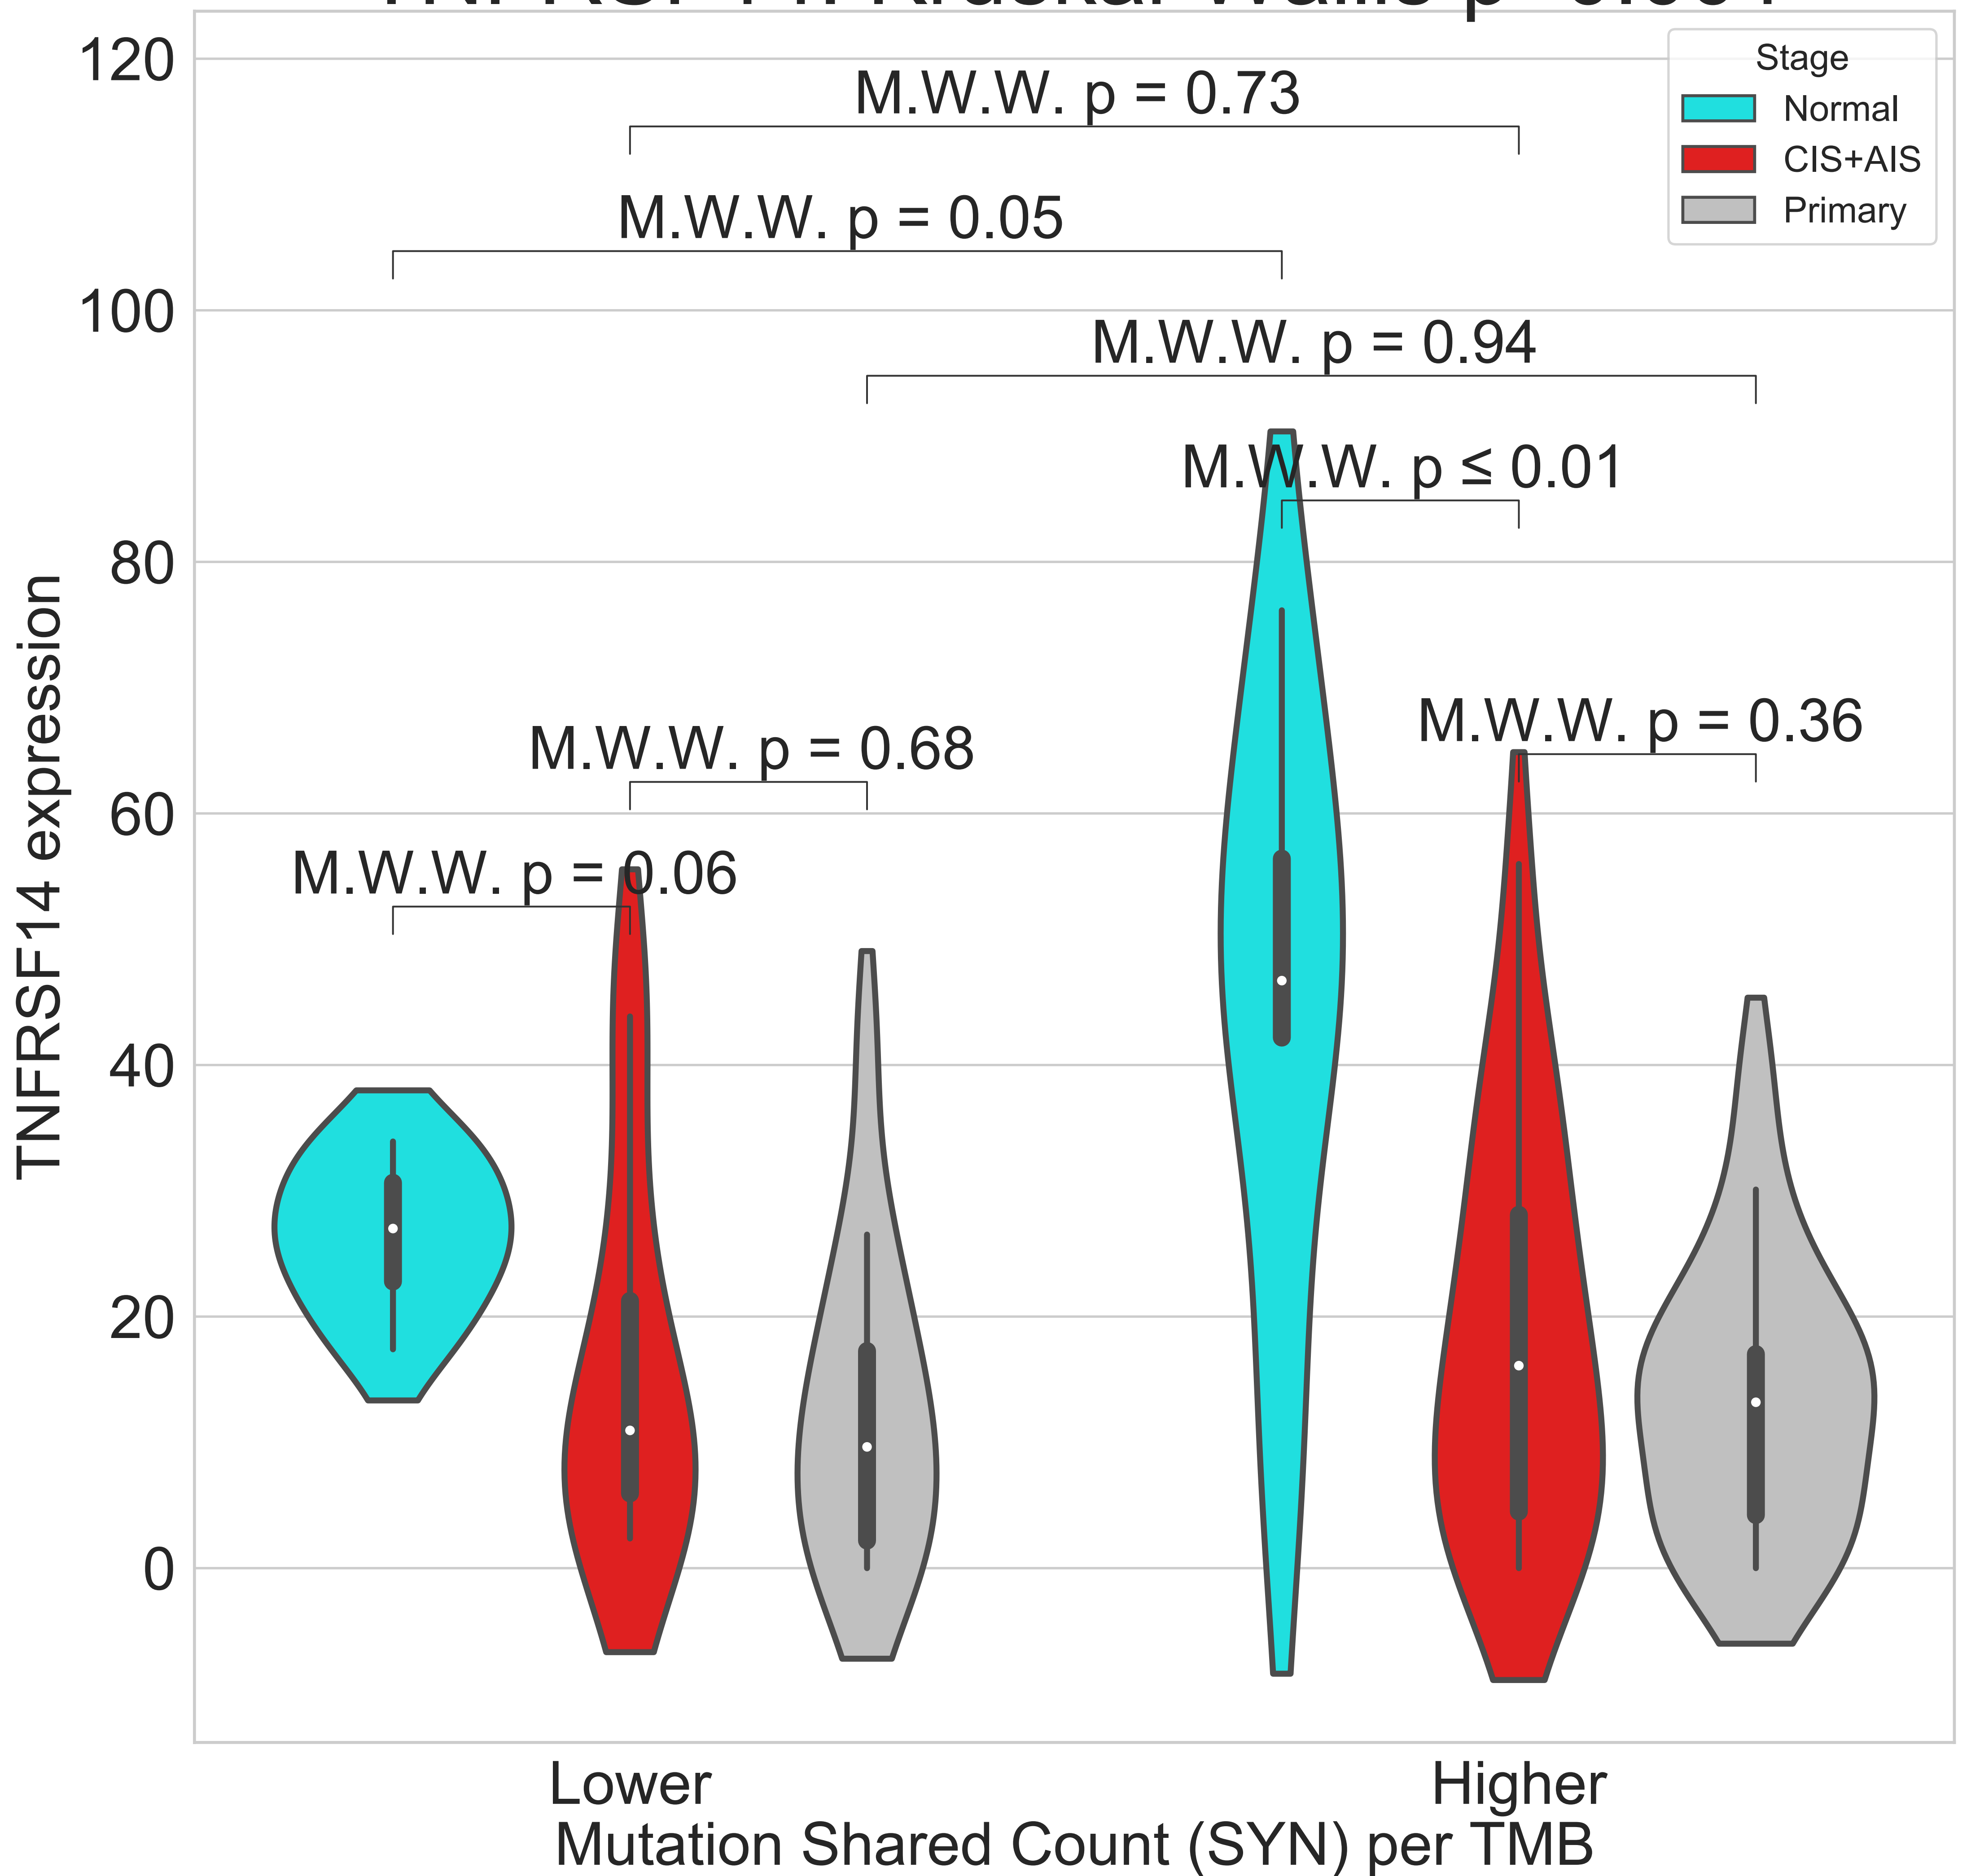 120
100
80
60
40
20
0
TNFRSF14 expression
M.W.W. p = 0.73
M.W.W. p = 0.05
M.W.W. p = 0.94
M.W.W. p ≤ 0.01
M.W.W. p = 0.36
M.W.W. p = 0.68
M.W.W. p = 0.06
Stage
Normal
CIS+AIS
Primary
Lower
Higher
Mutation Shared Count (SYN) per TMB